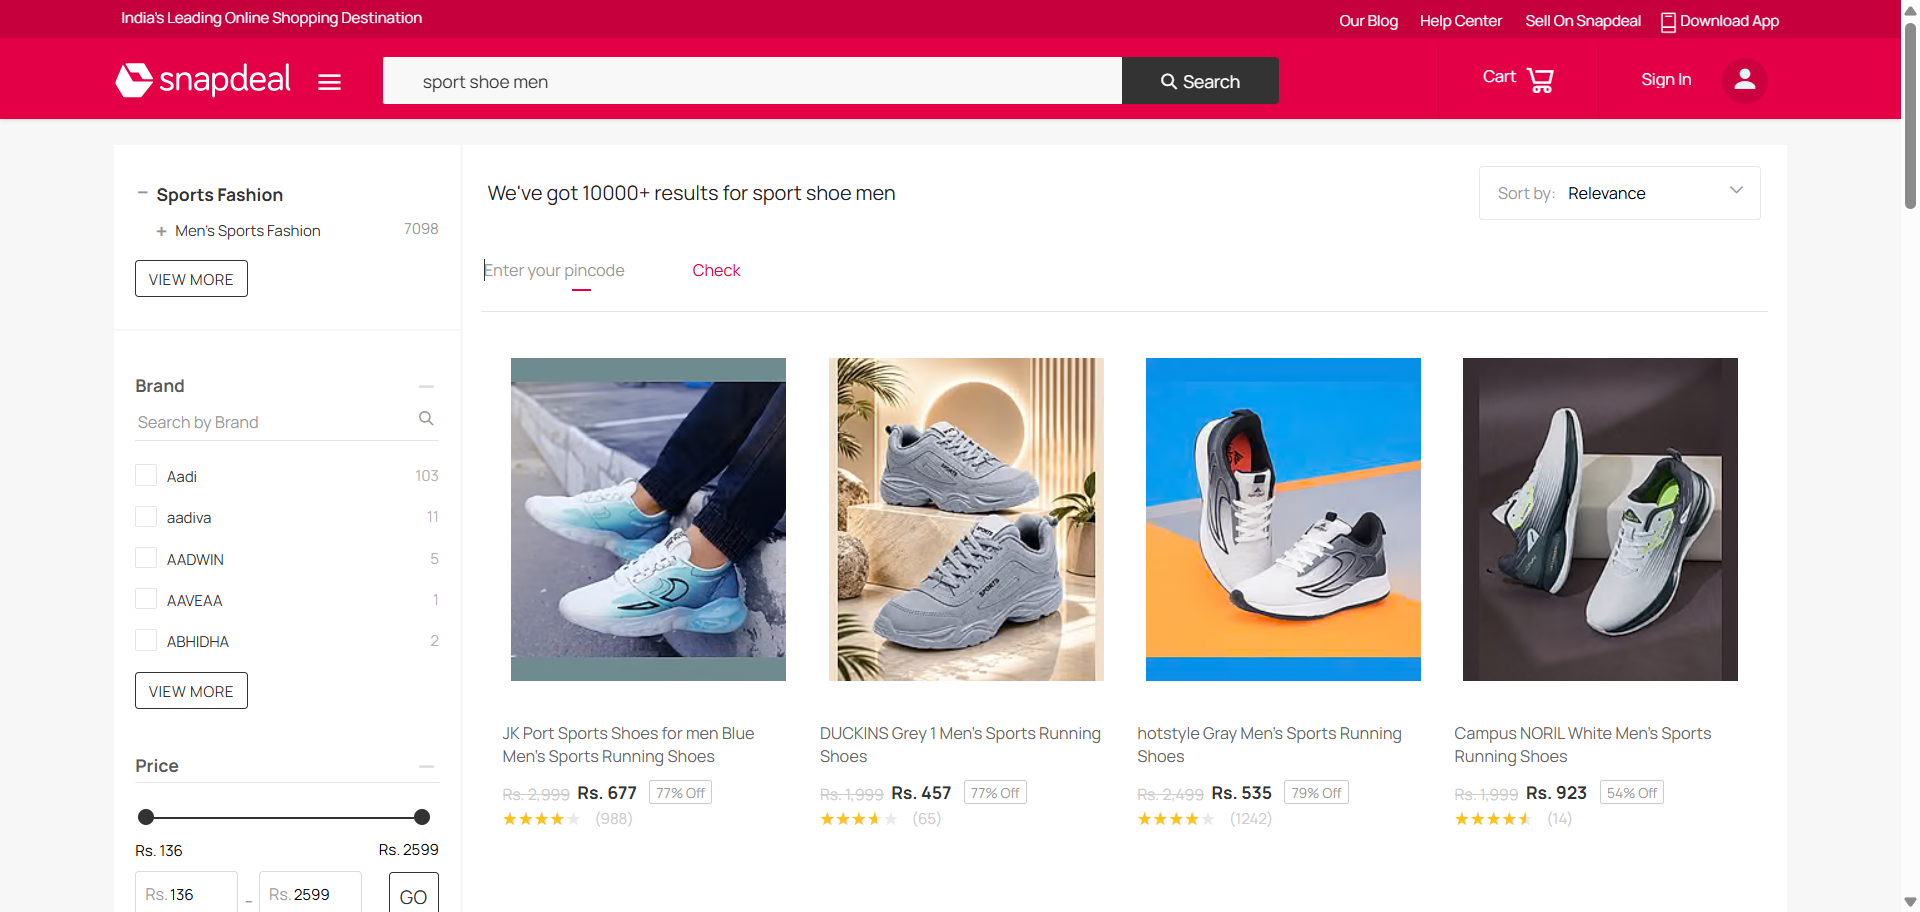 India's Leading Online Shopping Destination
Our Blog
Help Center
Sell On Snapdeal
Download App
snapdeal
sport shoe men
Search
Cart
Sign In
Sports Fashion
Men's Sports Fashion 7098
VIEW MORE
Brand
Search by Brand
Aadi 103
aadiva 11
AADWIN 5
AAVEAA 1
ABHIDHA 2
VIEW MORE
Price
Rs. 136 Rs. 2599
Rs. 136 - Rs. 2599 GO
We've got 10000+ results for sport shoe men
Sort by: Relevance
Enter your pincode Check
SPORTS
SPORTS
JK Port Sports Shoes for men Blue
Men's Sports Running Shoes
Rs. 2,999 Rs. 677 77% Off
(988)
DUCKINS Grey 1 Men's Sports Running
Shoes
Rs. 1,999 Rs. 457 77% Off
(65)
hotstyle Gray Men's Sports Running
Shoes
Rs. 2,499 Rs. 535 79% Off
(1242)
Campus NORIL White Men's Sports
Running Shoes
Rs. 1,999 Rs. 923 54% Off
(14)